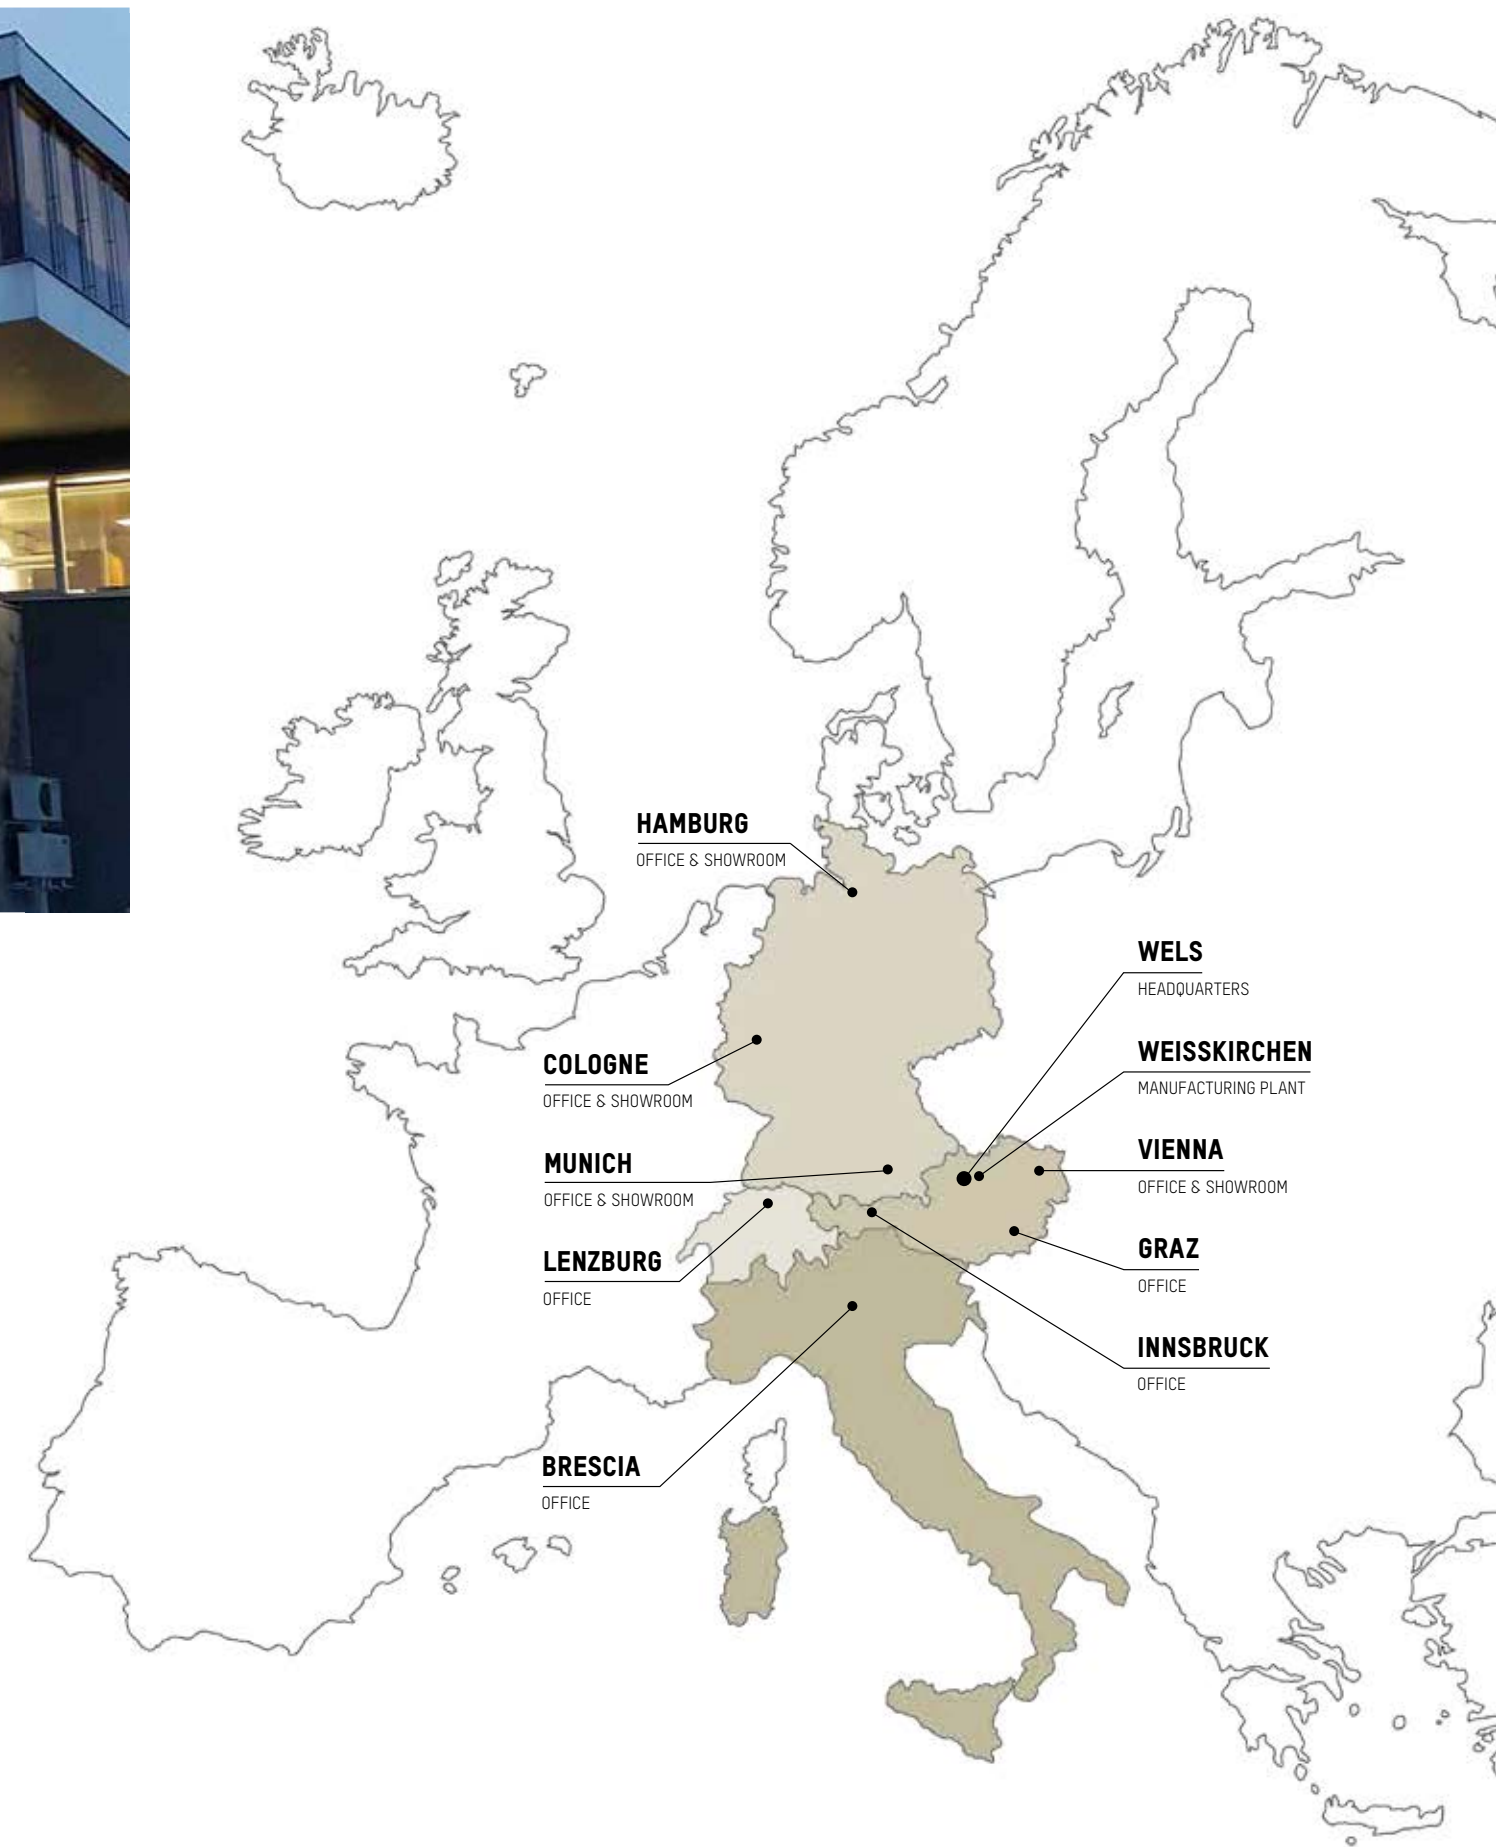 HAMBURG
OFFICE & SHOWROOM
COLOGNE
OFFICE & SHOWROOM
MUNICH
OFFICE & SHOWROOM
LENZBURG
OFFICE
BRESCIA
OFFICE
WELS
HEADQUARTERS
WEISSKIRCHEN
MANUFACTURING PLANT
VIENNA
OFFICE & SHOWROOM
GRAZ
OFFICE
INNSBRUCK
OFFICE